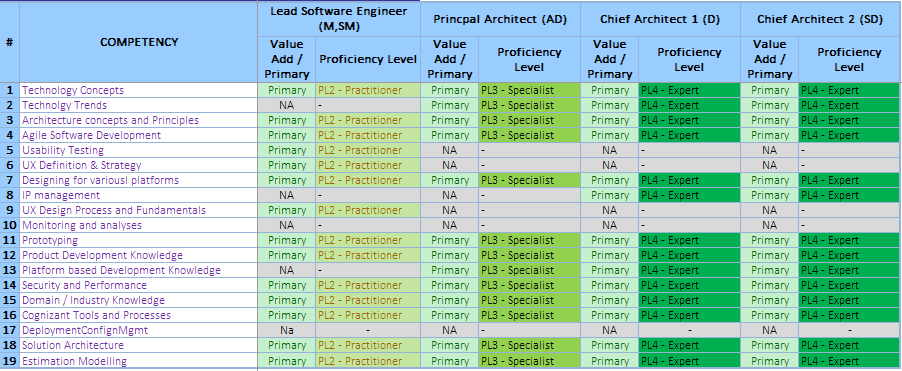 # COMPETENCY Lead Software Engineer (M,SM) Princpal Architect (AD) Chief Architect 1 (D) Chief Architect 2 (SD)
Value Add / Primary Proficiency Level Value Add / Primary Proficiency Level Value Add / Primary Proficiency Level Value Add / Primary Proficiency Level
1 Technology Concepts Primary PL2 - Practitioner Primary PL3 - Specialist Primary PL4 - Expert Primary PL4 - Expert
2 Technolgy Trends NA - Primary PL3 - Specialist Primary PL4 - Expert Primary PL4 - Expert
3 Architecture concepts and Principles Primary PL2 - Practitioner Primary PL3 - Specialist Primary PL4 - Expert Primary PL4 - Expert
4 Agile Software Development Primary PL2 - Practitioner Primary PL3 - Specialist Primary PL4 - Expert Primary PL4 - Expert
5 Usability Testing Primary PL2 - Practitioner NA - NA - NA -
6 UX Definition & Strategy Primary PL2 - Practitioner NA - NA - NA -
7 Designing for variousl platforms Primary PL2 - Practitioner Primary PL3 - Specialist Primary PL4 - Expert Primary PL4 - Expert
8 IP management NA - NA - Primary PL4 - Expert Primary PL4 - Expert
9 UX Design Process and Fundamentals Primary PL2 - Practitioner NA - NA - NA -
10 Monitoring and analyses NA - NA - NA - NA -
11 Prototyping Primary PL2 - Practitioner Primary PL3 - Specialist Primary PL4 - Expert Primary PL4 - Expert
12 Product Development Knowledge Primary PL2 - Practitioner Primary PL3 - Specialist Primary PL4 - Expert Primary PL4 - Expert
13 Platform based Development Knowledge NA - Primary PL3 - Specialist Primary PL4 - Expert Primary PL4 - Expert
14 Security and Performance Primary PL2 - Practitioner Primary PL3 - Specialist Primary PL4 - Expert Primary PL4 - Expert
15 Domain / Industry Knowledge Primary PL2 - Practitioner Primary PL3 - Specialist Primary PL4 - Expert Primary PL4 - Expert
16 Cognizant Tools and Processes Primary PL2 - Practitioner Primary PL3 - Specialist Primary PL4 - Expert Primary PL4 - Expert
17 DeploymentConfignMgmt Na - NA - NA - NA -
18 Solution Architecture Primary PL2 - Practitioner Primary PL3 - Specialist Primary PL4 - Expert Primary PL4 - Expert
19 Estimation Modelling Primary PL2 - Practitioner Primary PL3 - Specialist Primary PL4 - Expert Primary PL4 - Expert